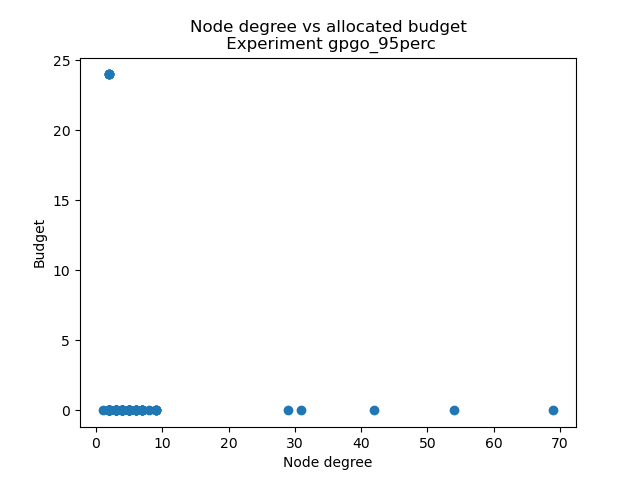 Node degree vs allocated budget
Experiment gpgo_95perc
25
20
15
10
5
0
Budget
0 10 20 30 40 50 60 70
Node degree